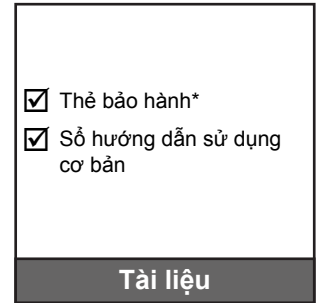 Thẻ bảo hành*
Sổ hướng dẫn sử dụng
cơ bản
Tài liệu